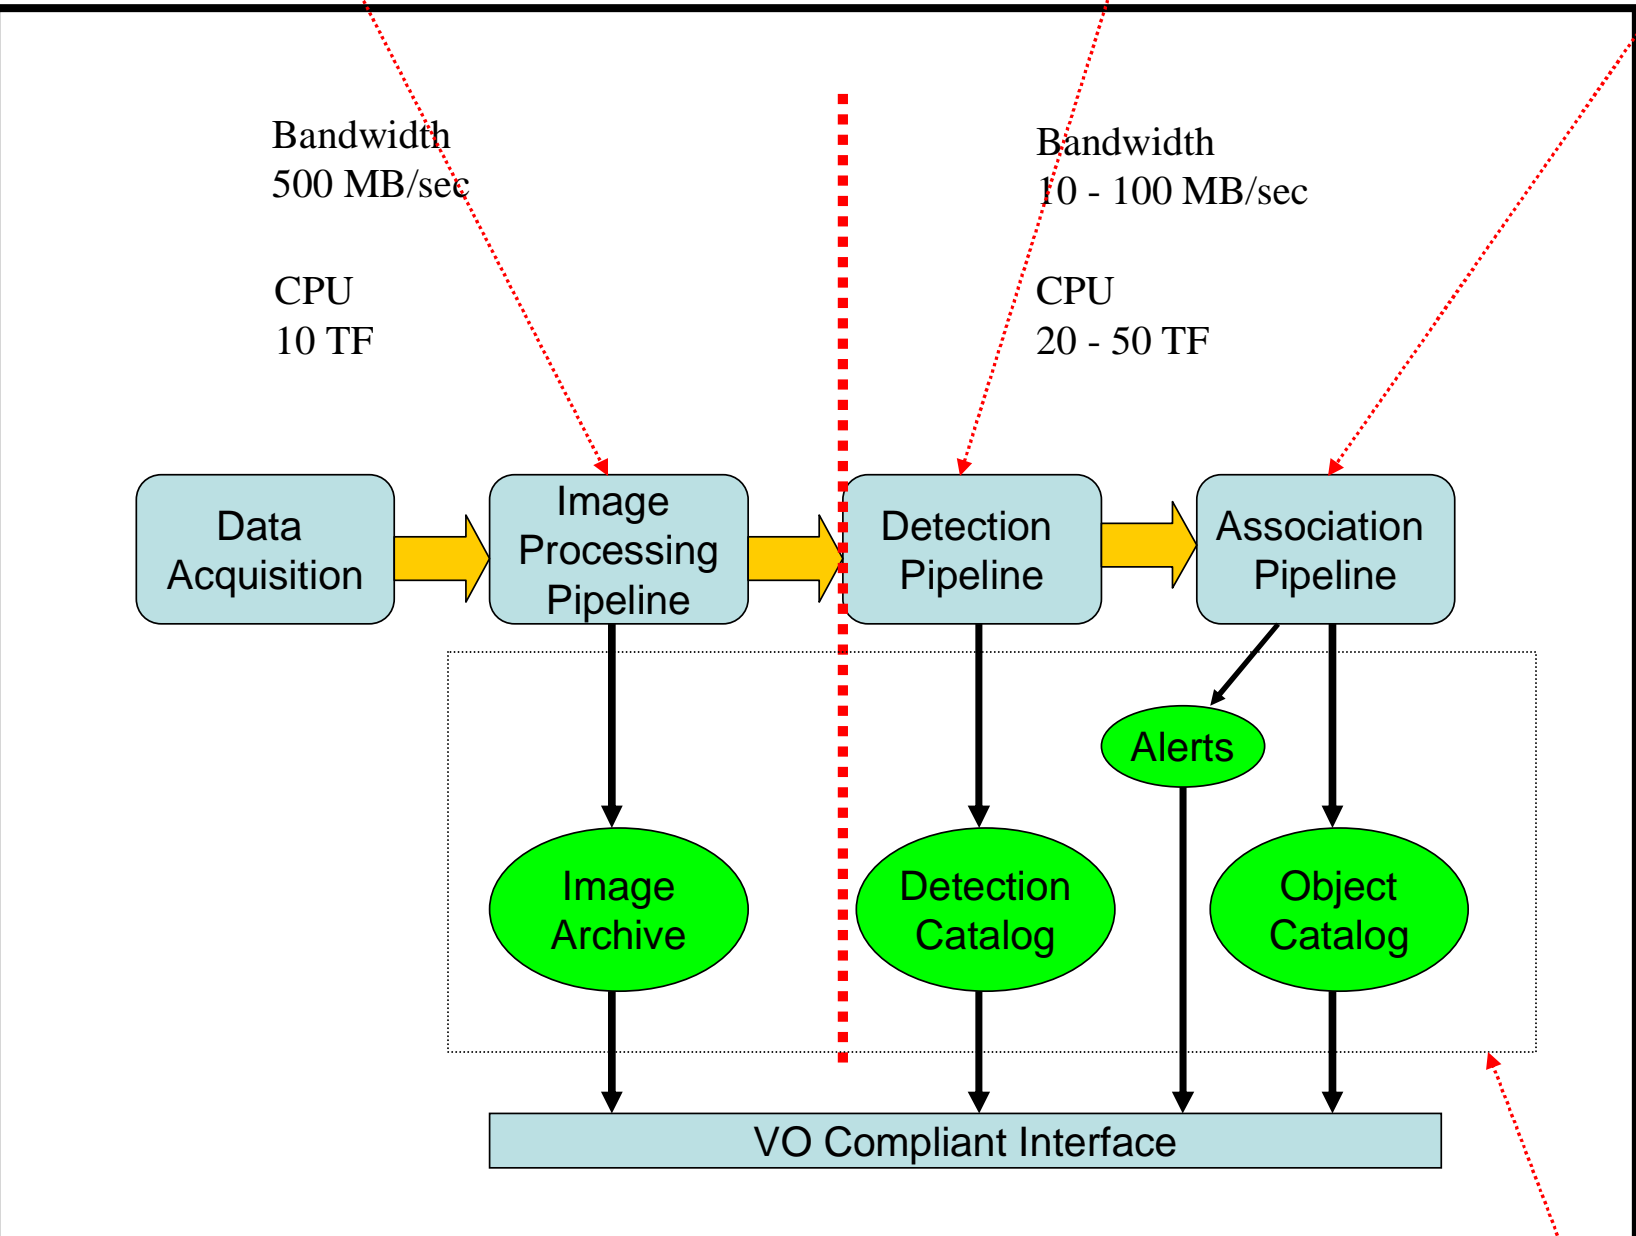 Bandwidth
500 MB/sec
CPU
10 TF
Bandwidth
10 - 100 MB/sec
CPU
20 - 50 TF
Data
Acquisition
Image
Processing
Pipeline
Detection
Pipeline
Association
Pipeline
Alerts
Image
Archive
Detection
Catalog
Object
Catalog
VO Compliant Interface